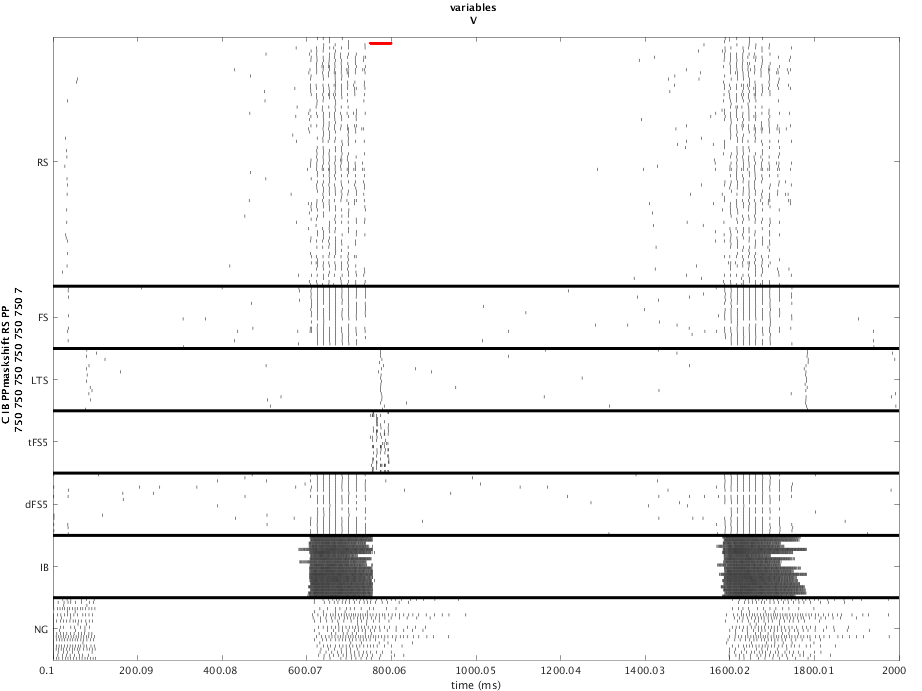 variables
V
C IB PPmaskshift RS PP
750 750 750 750 750 750 7
RS
FS
LTS
tFS5
dFS5
IB
NG
0.1 200.09 400.08 600.07 800.06 1000.05 1200.04 1400.03 1600.02 1800.01 2000
time (ms)